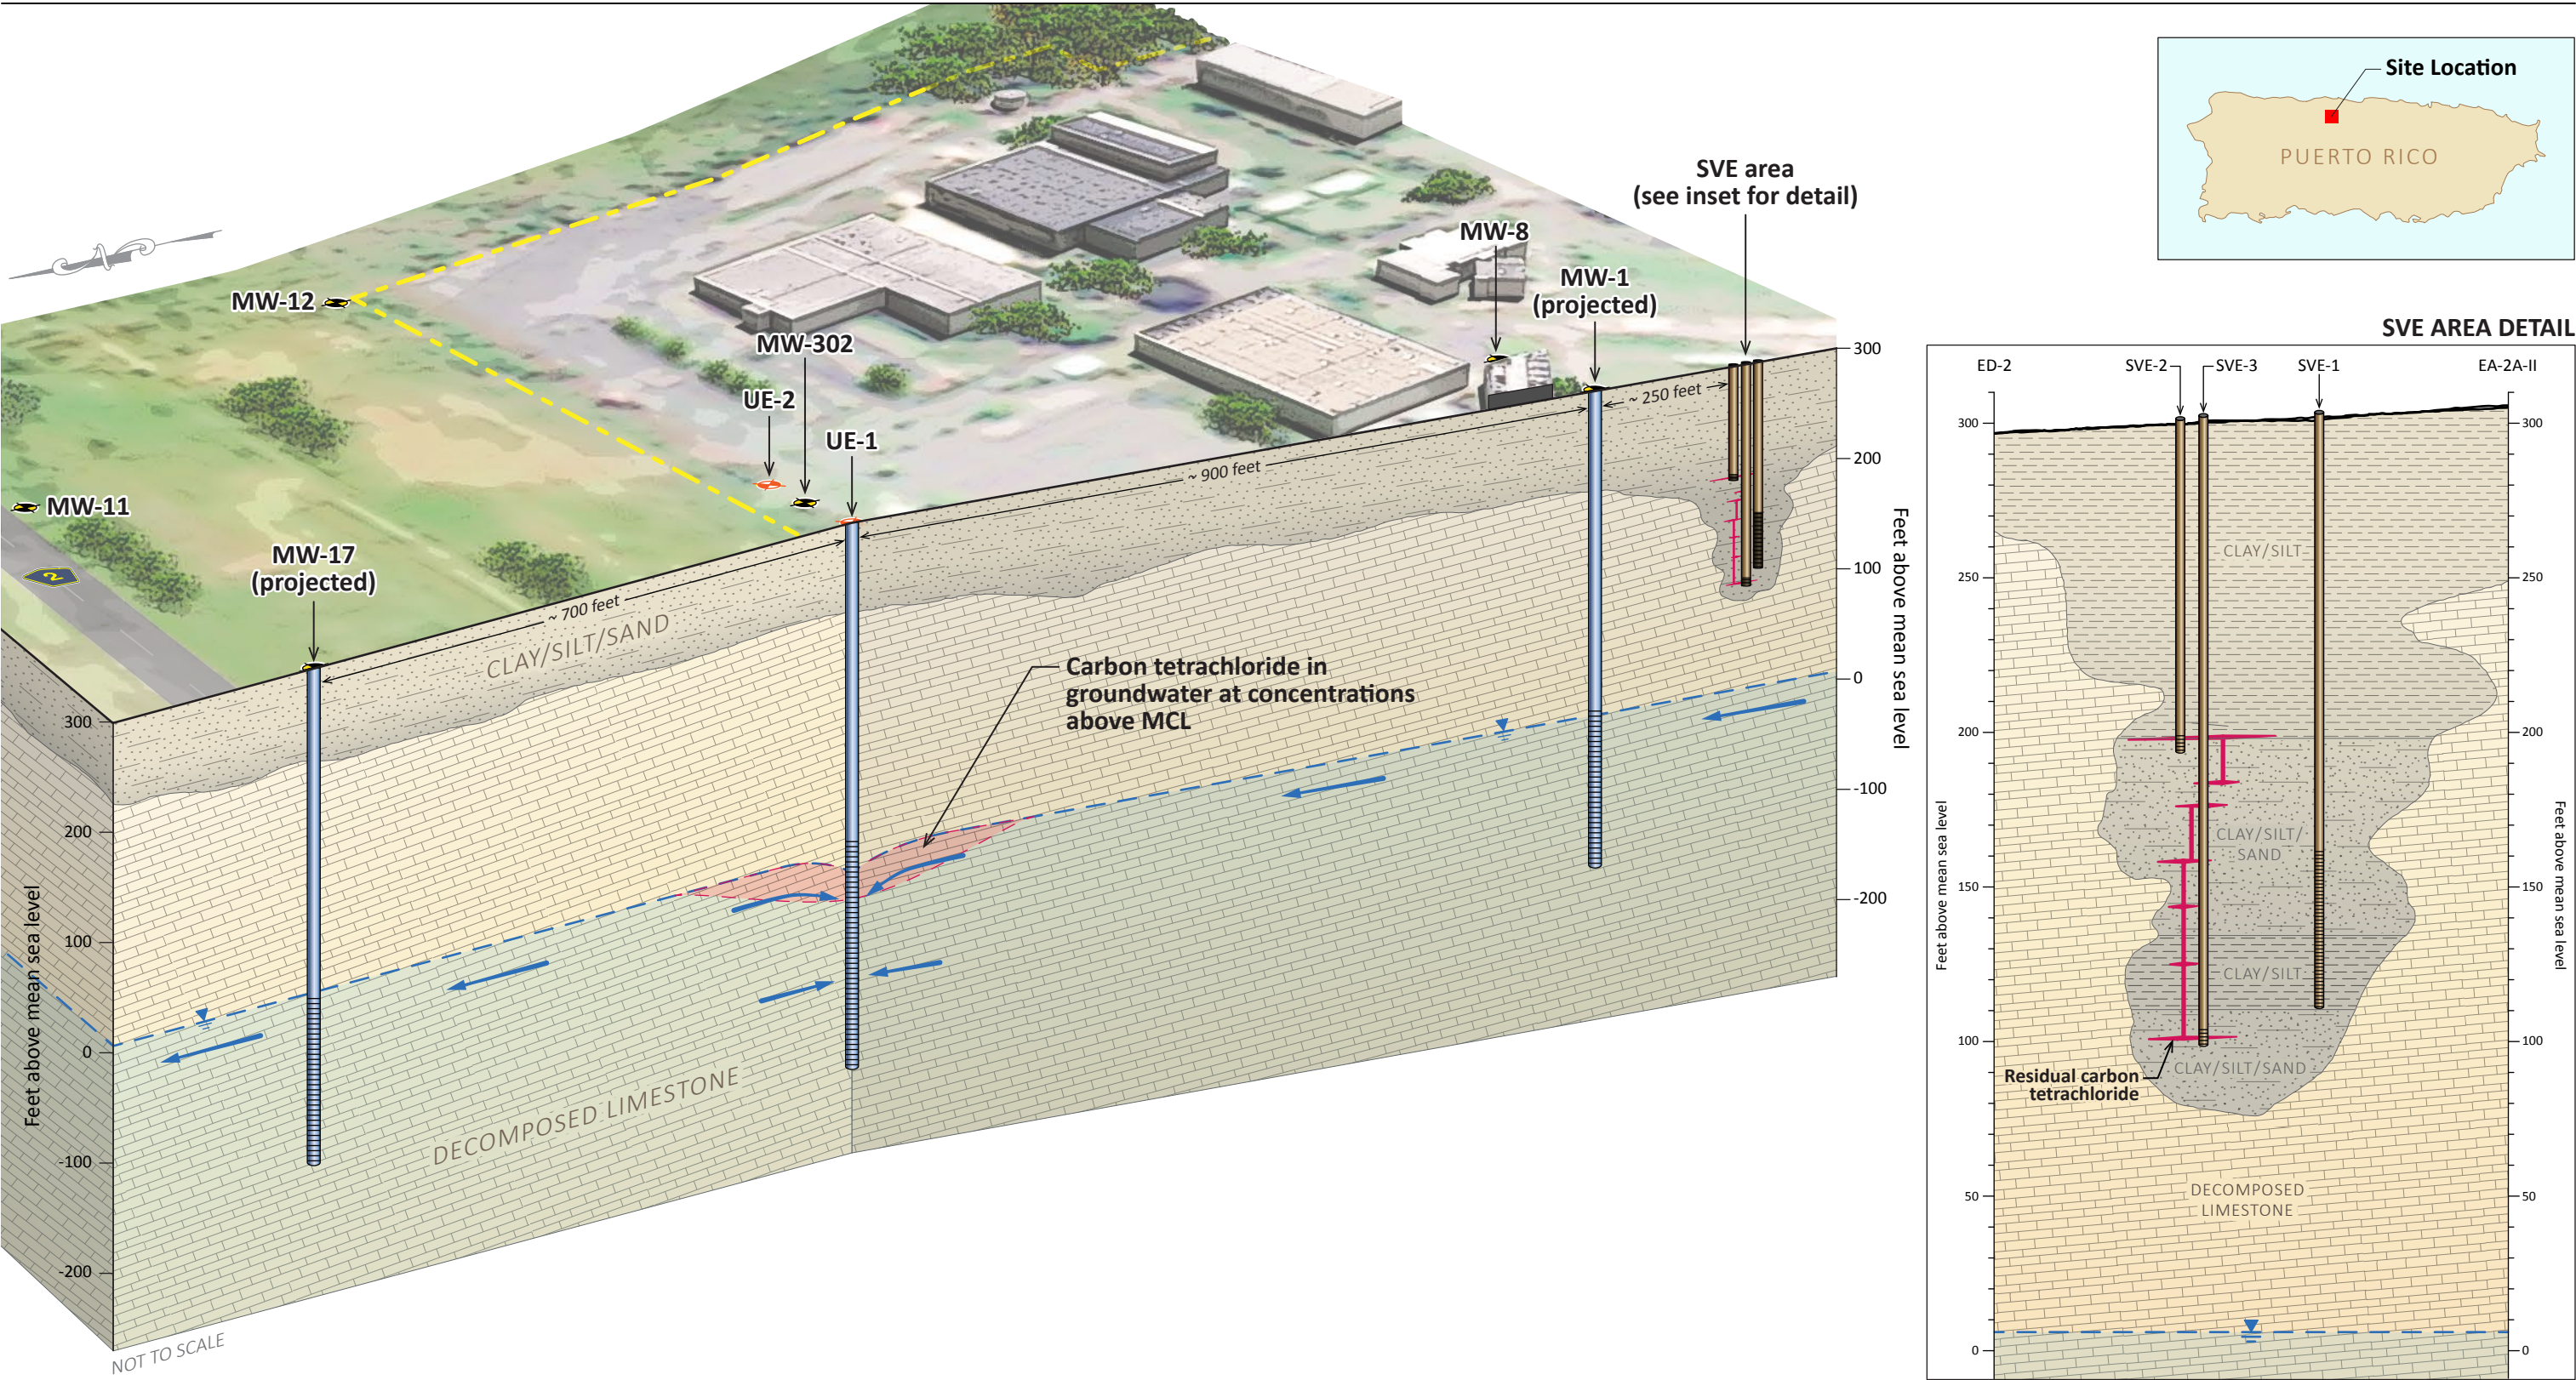 Site Location
PUERTO RICO
SVE area
(see inset for detail)
MW-8
MW-1
(projected)
N
MW-12
MW-302
UE-2
UE-1
MW-11
MW-17
(projected)
2
~ 250 feet
~ 900 feet
~ 700 feet
CLAY/SILT/SAND
Carbon tetrachloride in
groundwater at concentrations
above MCL
DECOMPOSED LIMESTONE
300
200
100
0
-100
-200
Feet above mean sea level
300
200
100
0
-100
-200
Feet above mean sea level
NOT TO SCALE
SVE AREA DETAIL
ED-2
SVE-2
SVE-3
SVE-1
EA-2A-II
300
250
200
150
100
50
0
Feet above mean sea level
CLAY/SILT
CLAY/SILT/
SAND
CLAY/SILT
CLAY/SILT/SAND
Residual carbon
tetrachloride
DECOMPOSED
LIMESTONE
300
250
200
150
100
50
0
Feet above mean sea level